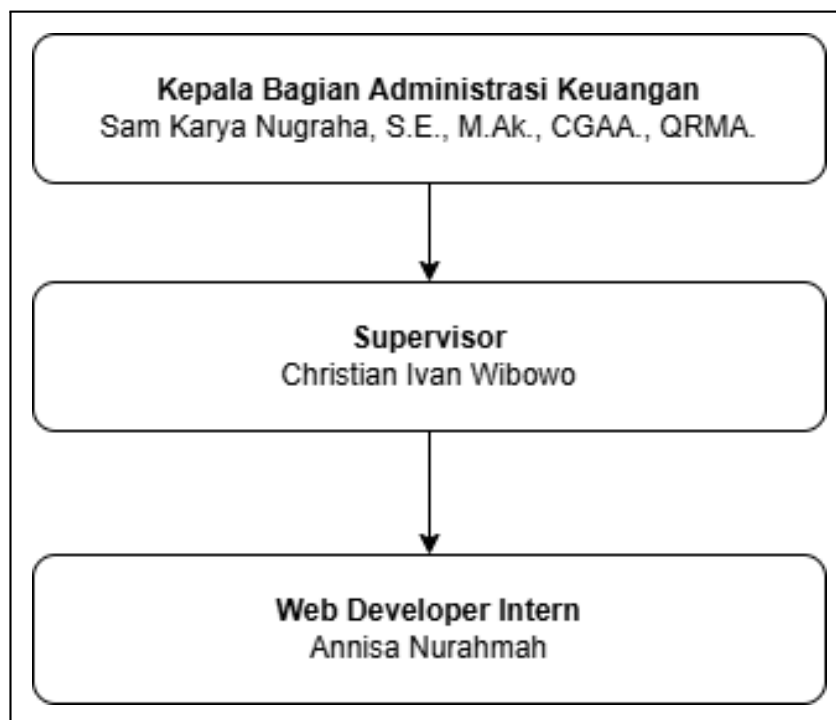 Kepala Bagian Administrasi Keuangan
Sam Karya Nugraha, S.E., M.Ak., CGAA., QRMA.
Supervisor
Christian Ivan Wibowo
Web Developer Intern
Annisa Nurahmah